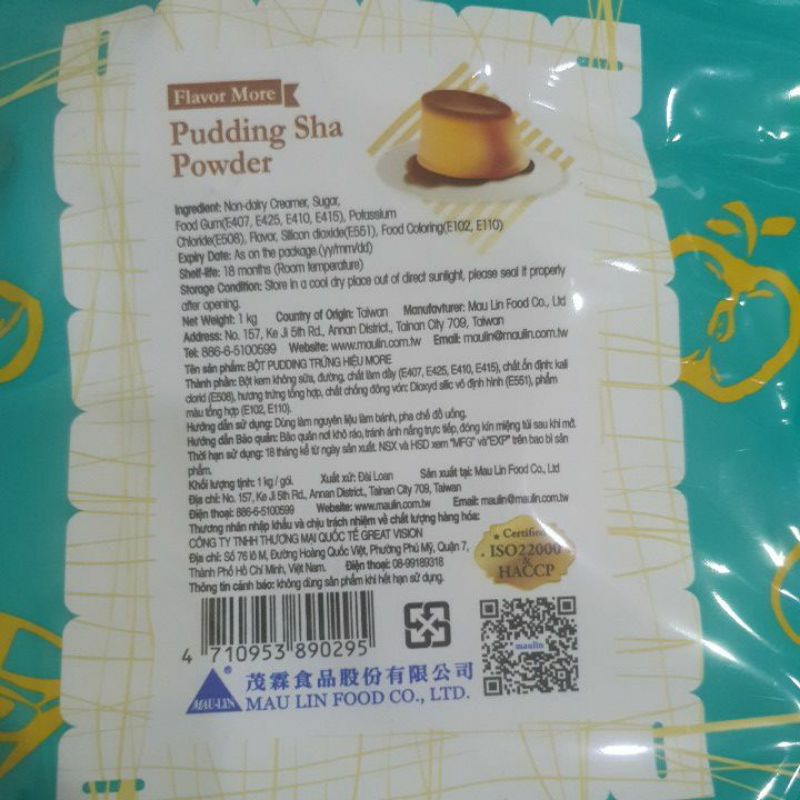 Flavor More
Pudding Sha
Powder
Ingredient: Non-dairy Creamer, Sugar,
Food Gum(E407, E425, E410, E415), Potassium
Chloride(E508), Flavor, Silicon dioxide(E551), Food Coloring(E102, E110)
Expiry Date: As on the package.(yy/mm/dd)
Shelf-life: 18 months (Room temperature)
Storage Condition: Store in a cool dry place out of direct sunlight, please seal it properly
after opening.
Net Weight: 1 kg Country of Origin: Taiwan Manufavturer: Mau Lin Food Co., Ltd
Address: No. 157, Ke Ji 5th Rd., Annan District., Tainan City 709, Taiwan
Tel: 886-6-5100599 Website: www.maulin.com.tw Email: maulin@maulin.com.tw
Tên sản phẩm: BỘT PUDDING TRỨNG HIỆU MORE
Thành phần: Bột kem không sữa, đường, chất làm dầy (E407, E425, E410, E415), chất ổn định: kali
clorid (E508), hương trứng tổng hợp, chất chống đông vón: Dioxyd silic vô định hình (E551), phẩm
màu tổng hợp (E102, E110).
Hướng dẫn sử dụng: Dùng làm nguyên liệu làm bánh, pha chế đồ uống.
Hướng dẫn Bảo quản: Bảo quản nơi khô ráo, tránh ánh nắng trực tiếp, đóng kín miệng túi sau khi mở.
Thời hạn sử dụng: 18 tháng kể từ ngày sản xuất. NSX và HSD xem "MFG" và"EXP" trên bao bì sản
phẩm.
Khối lượng tịnh: 1 kg / gói. Xuất xứ: Đài Loan Sản xuất tại: Mau Lin Food Co., Ltd
Địa chỉ: No. 157, Ke Ji 5th Rd., Annan District., Tainan City 709, Taiwan
Điện thoại: 886-6-5100599 Website: www.maulin.com.tw Email: maulin@maulin.com.tw
Thương nhân nhập khẩu và chịu trách nhiệm về chất lượng hàng hóa:
CÔNG TY TNHH THƯƠNG MẠI QUỐC TẾ GREAT VISION
Địa chỉ: Số 76 lô M, Đường Hoàng Quốc Việt, Phường Phú Mỹ, Quận 7,
Thành Phố Hồ Chí Minh, Việt Nam. Điện thoại: 08-99189318
Thông tin cảnh báo: không dùng sản phẩm khi hết hạn sử dụng.
Certified
ISO22000
&
HACCP
4 710953 890295
maulin
MAU-LIN
®
茂霖食品股份有限公司
MAU LIN FOOD CO., LTD.